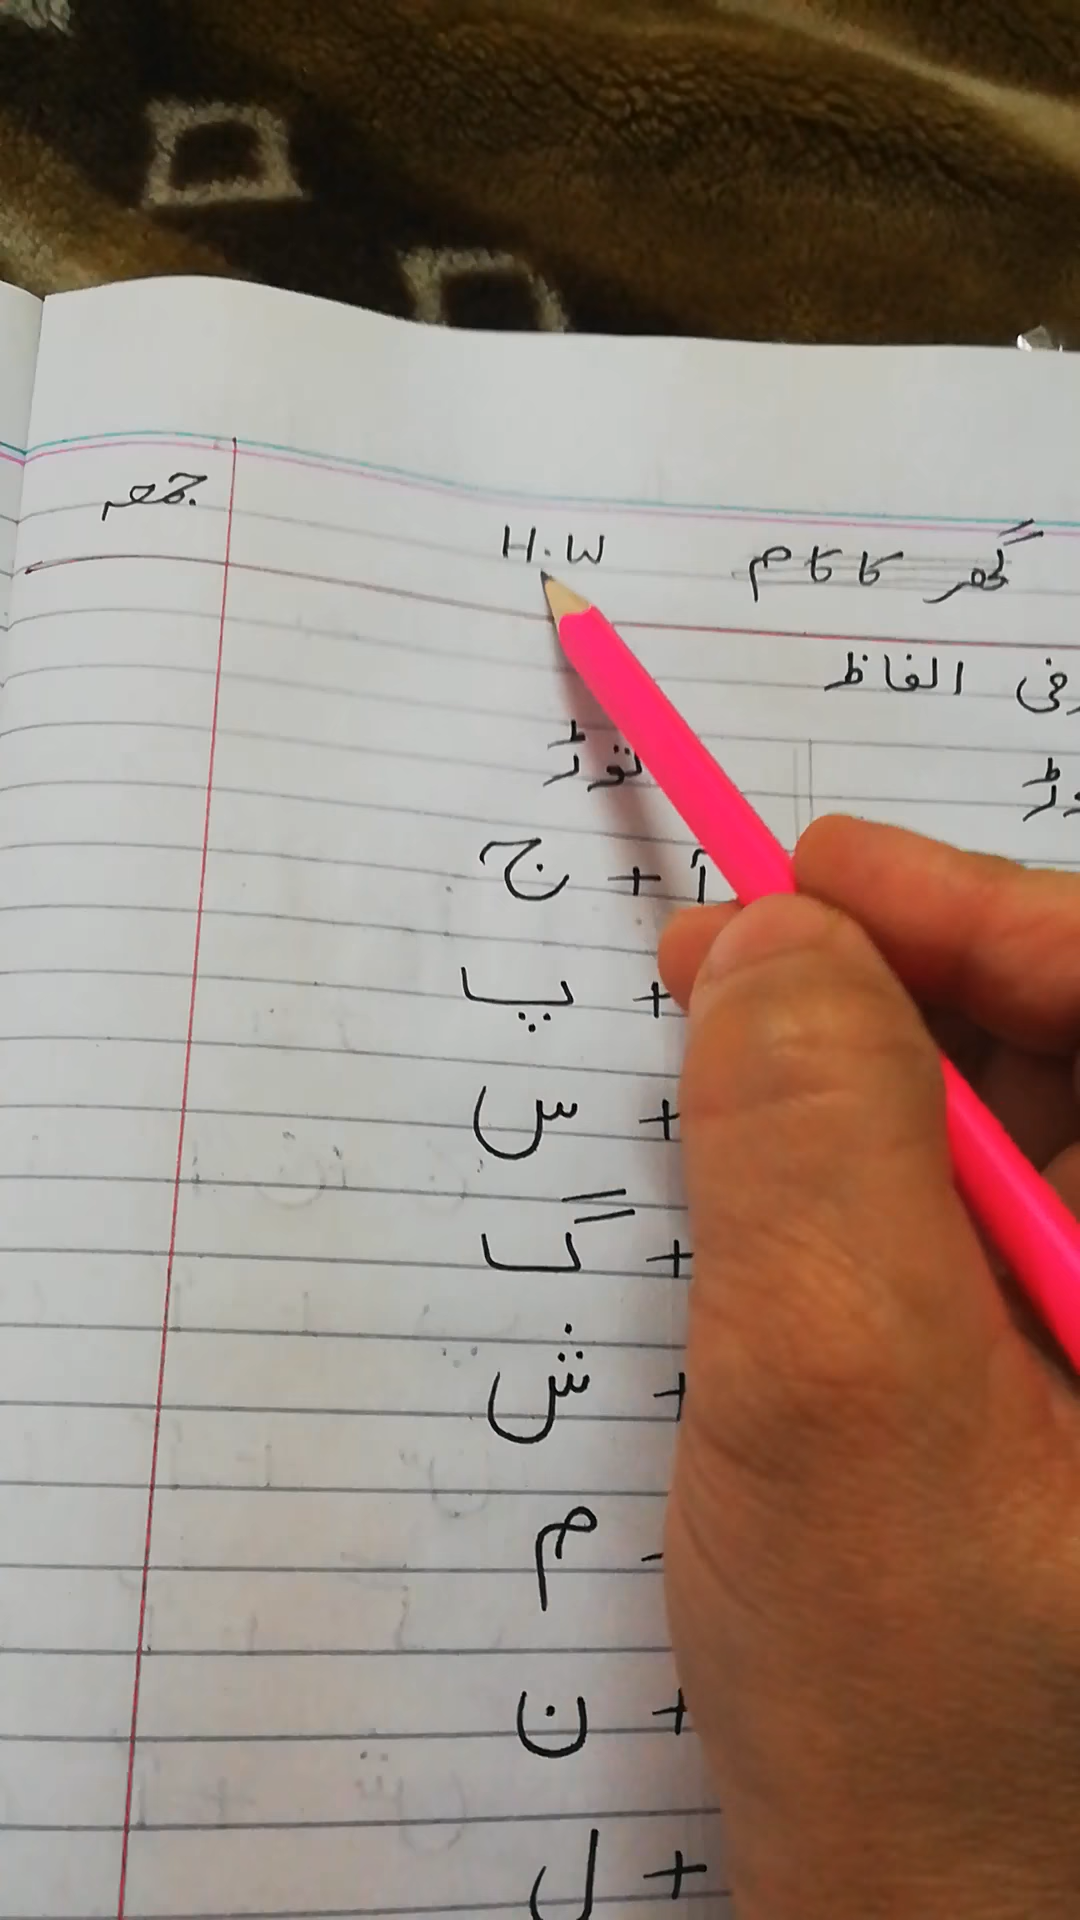 گھر کا کام H.W جمعہ
الفاظ
توڑ
آ + ج
+ پ
+ س
+ گ
+ ش
م
+ ن
+ ل